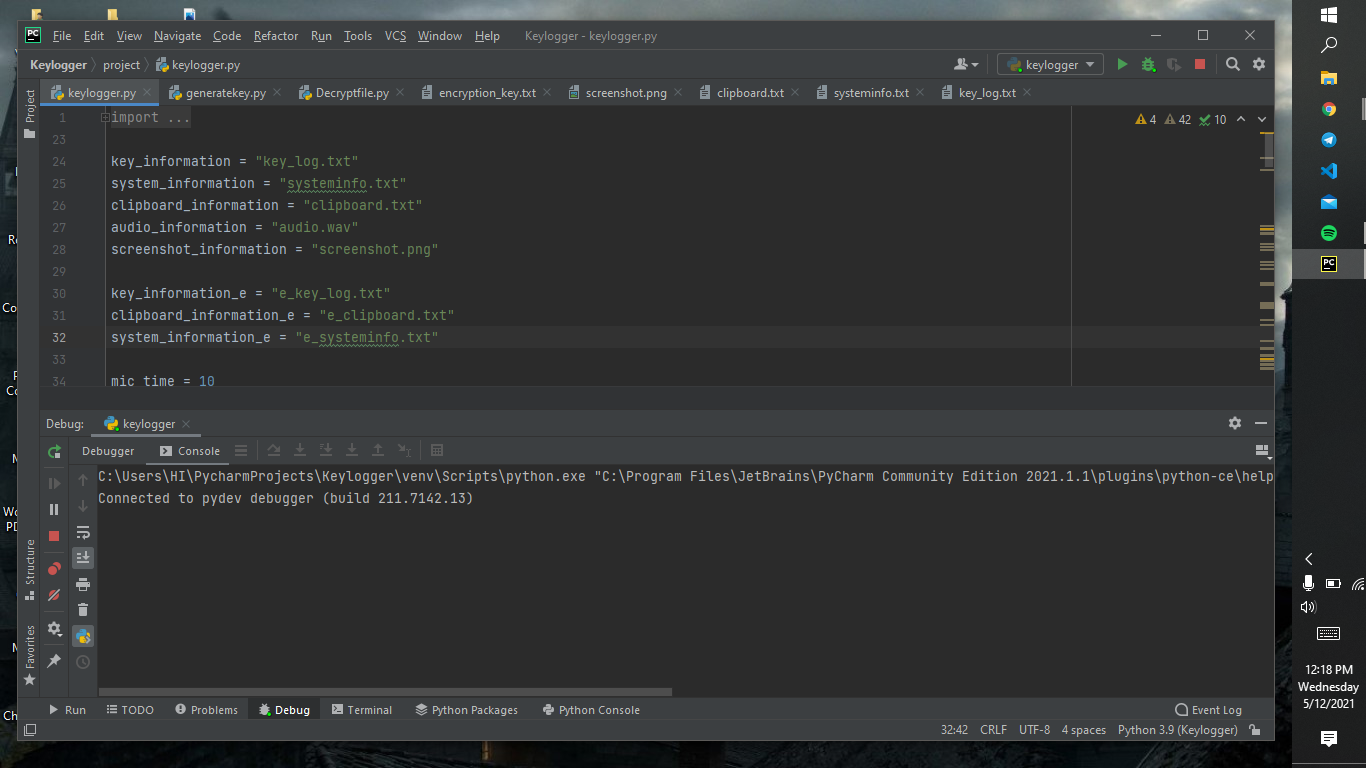 PC File Edit View Navigate Code Refactor Run Tools VCS Window Help Keylogger - keylogger.py
Keylogger project keylogger.py keylogger
keylogger.py generatekey.py Decryptfile.py encryption_key.txt screenshot.png clipboard.txt systeminfo.txt key_log.txt
Project
1 import ... 4 42 10
23
24 key_information = "key_log.txt"
25 system_information = "systeminfo.txt"
26 clipboard_information = "clipboard.txt"
27 audio_information = "audio.wav"
28 screenshot_information = "screenshot.png"
29
30 key_information_e = "e_key_log.txt"
31 clipboard_information_e = "e_clipboard.txt"
32 system_information_e = "e_systeminfo.txt"
33
34 mic_time = 10
Debug: keylogger
Debugger Console
C:\Users\HI\PycharmProjects\Keylogger\venv\Scripts\python.exe "C:\Program Files\JetBrains\PyCharm Community Edition 2021.1.1\plugins\python-ce\help
Connected to pydev debugger (build 211.7142.13)
Structure
Favorites
Run TODO Problems Debug Terminal Python Packages Python Console Event Log
32:42 CRLF UTF-8 4 spaces Python 3.9 (Keylogger)
PC
12:18 PM
Wednesday
5/12/2021